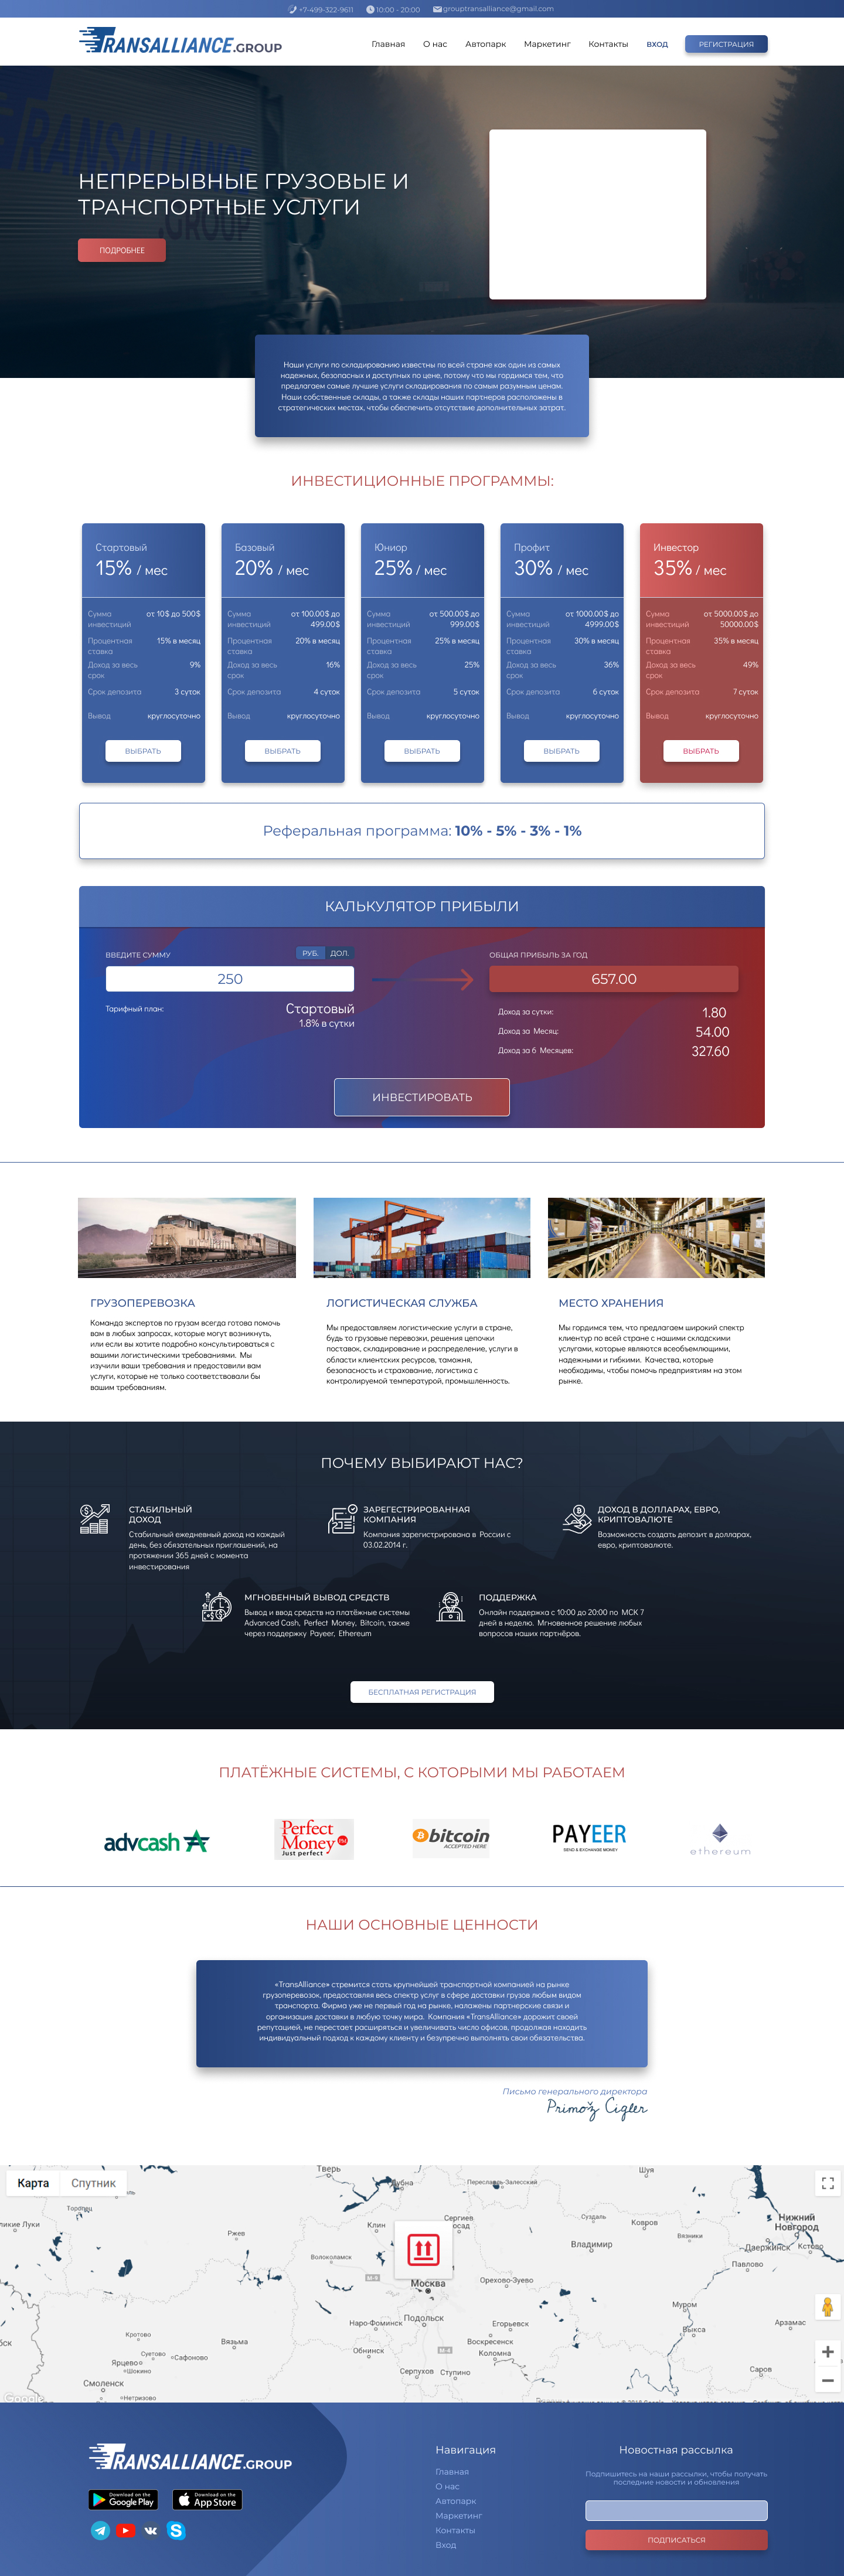 +7-499-322-9611 10:00 - 20:00 grouptransalliance@gmail.com
TRANSALLIANCE.GROUP
Главная О нас Автопарк Маркетинг Контакты ВХОД РЕГИСТРАЦИЯ
НЕПРЕРЫВНЫЕ ГРУЗОВЫЕ И
ТРАНСПОРТНЫЕ УСЛУГИ
ПОДРОБНЕЕ
Наши услуги по складированию известны по всей стране как один из самых
надежных, безопасных и доступных по цене, потому что мы гордимся тем, что
предлагаем самые лучшие услуги складирования по самым разумным ценам.
Наши собственные склады, а также склады наших партнеров расположены в
стратегических местах, чтобы обеспечить отсутствие дополнительных затрат.
ИНВЕСТИЦИОННЫЕ ПРОГРАММЫ:
Стартовый
15% / мес
Сумма инвестиций от 10$ до 500$
Процентная ставка 15% в месяц
Доход за весь срок 9%
Срок депозита 3 суток
Вывод круглосуточно
ВЫБРАТЬ
Базовый
20% / мес
Сумма инвестиций от 100.00$ до 499.00$
Процентная ставка 20% в месяц
Доход за весь срок 16%
Срок депозита 4 суток
Вывод круглосуточно
ВЫБРАТЬ
Юниор
25% / мес
Сумма инвестиций от 500.00$ до 999.00$
Процентная ставка 25% в месяц
Доход за весь срок 25%
Срок депозита 5 суток
Вывод круглосуточно
ВЫБРАТЬ
Профит
30% / мес
Сумма инвестиций от 1000.00$ до 4999.00$
Процентная ставка 30% в месяц
Доход за весь срок 36%
Срок депозита 6 суток
Вывод круглосуточно
ВЫБРАТЬ
Инвестор
35% / мес
Сумма инвестиций от 5000.00$ до 50000.00$
Процентная ставка 35% в месяц
Доход за весь срок 49%
Срок депозита 7 суток
Вывод круглосуточно
ВЫБРАТЬ
Реферальная программа: 10% - 5% - 3% - 1%
КАЛЬКУЛЯТОР ПРИБЫЛИ
ВВЕДИТЕ СУММУ РУБ. ДОЛ.
250
Тарифный план: Стартовый
1.8% в сутки
ОБЩАЯ ПРИБЫЛЬ ЗА ГОД
657.00
Доход за сутки: 1.80
Доход за Месяц: 54.00
Доход за 6 Месяцев: 327.60
ИНВЕСТИРОВАТЬ
ГРУЗОПЕРЕВОЗКА
Команда экспертов по грузам всегда готова помочь
вам в любых запросах, которые могут возникнуть,
или если вы хотите подробно консультироваться с
вашими логистическими требованиями. Мы
изучили ваши требования и предоставили вам
услуги, которые не только соответствовали бы
вашим требованиям.
ЛОГИСТИЧЕСКАЯ СЛУЖБА
Мы предоставляем логистические услуги в стране,
будь то грузовые перевозки, решения цепочки
поставок, складирование и распределение, услуги в
области клиентских ресурсов, таможня,
безопасность и страхование, логистика с
контролируемой температурой, промышленность.
МЕСТО ХРАНЕНИЯ
Мы гордимся тем, что предлагаем широкий спектр
клиентур по всей стране с нашими складскими
услугами, которые являются всеобъемлющими,
надежными и гибкими. Качества, которые
необходимы, чтобы помочь предприятиям на этом
рынке.
ПОЧЕМУ ВЫБИРАЮТ НАС?
СТАБИЛЬНЫЙ
ДОХОД
Стабильный ежедневный доход на каждый
день, без обязательных приглашений, на
протяжении 365 дней с момента
инвестирования
ЗАРЕГЕСТРИРОВАННАЯ
КОМПАНИЯ
Компания зарегистрирована в России с
03.02.2014 г.
ДОХОД В ДОЛЛАРАХ, ЕВРО,
КРИПТОВАЛЮТЕ
Возможность создать депозит в долларах,
евро, криптовалюте.
МГНОВЕННЫЙ ВЫВОД СРЕДСТВ
Вывод и ввод средств на платёжные системы
Advanced Cash, Perfect Money, Bitcoin, также
через поддержку Payeer, Ethereum
ПОДДЕРЖКА
Онлайн поддержка с 10:00 до 20:00 по МСК 7
дней в неделю. Мгновенное решение любых
вопросов наших партнёров.
БЕСПЛАТНАЯ РЕГИСТРАЦИЯ
ПЛАТЁЖНЫЕ СИСТЕМЫ, С КОТОРЫМИ МЫ РАБОТАЕМ
advcash
Perfect Money PM
Just perfect
bitcoin
ACCEPTED HERE
PAYEER
SEND & EXCHANGE MONEY
ethereum
НАШИ ОСНОВНЫЕ ЦЕННОСТИ
«TransAlliance» стремится стать крупнейшей транспортной компанией на рынке
грузоперевозок, предоставляя весь спектр услуг в сфере доставки грузов любым видом
транспорта. Фирма уже не первый год на рынке, налажены партнерские связи и
организация доставки в любую точку мира. Компания «TransAlliance» дорожит своей
репутацией, не перестает расширяться и увеличивать число офисов, продолжая находить
индивидуальный подход к каждому клиенту и безупречно выполнять свои обязательства.
Письмо генерального директора
Primož Cigler
Карта Спутник
Тверь
Дубна
Переславль-Залесский
Шуя
Торопец
Великие Луки
Ржев
Клин
Сергиев Посад
Суздаль
Ковров
Вязники
Нижний Новгород
Дзержинск
Кстово
Волоколамск
Владимир
Павлово
М-9
Москва
Орехово-Зуево
Муром
Наро-Фоминск
Подольск
Егорьевск
Выкса
Арзамас
Кротово
Вязьма
Обнинск
М-4
Воскресенск
Коломна
Суетово
Сафоново
Ярцево
Шокино
Серпухов
Ступино
Саров
Смоленск
Нетризово
Google
TRANSALLIANCE.GROUP
Download on the Google Play
Download on the App Store
Навигация
Главная
О нас
Автопарк
Маркетинг
Контакты
Вход
Новостная рассылка
Подпишитесь на наши рассылки, чтобы получать
последние новости и обновления
ПОДПИСАТЬСЯ